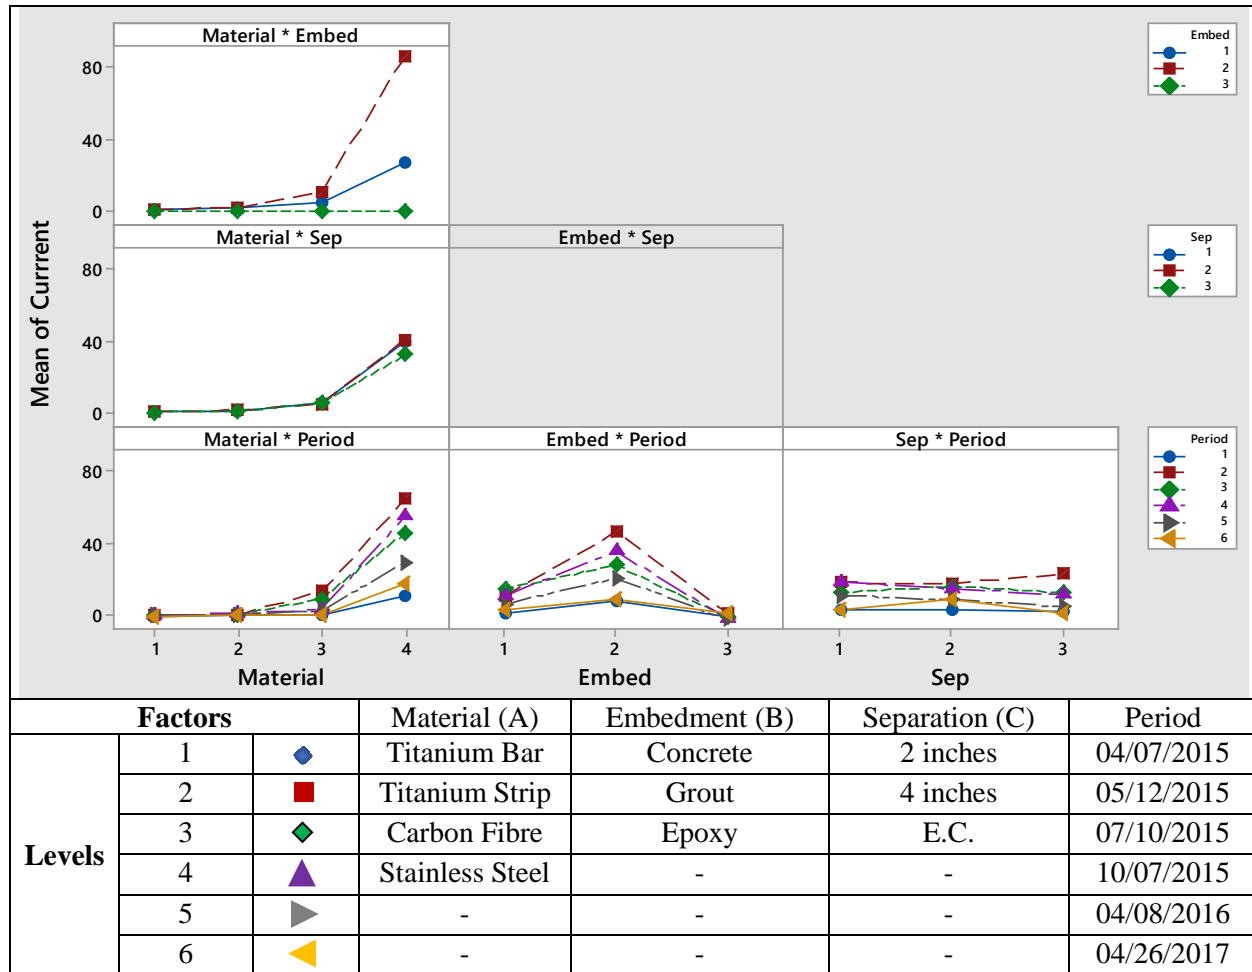 Material * Embed
Embed
1
2
3
80
40
0
Material * Sep
Embed * Sep
Sep
1
2
3
80
40
0
Mean of Currrent
Material * Period
Embed * Period
Sep * Period
Period
1
2
3
4
5
6
80
40
0
1 2 3 4 1 2 3 1 2 3
Material Embed Sep
Factors Material (A) Embedment (B) Separation (C) Period
Levels
1 Titanium Bar Concrete 2 inches 04/07/2015
2 Titanium Strip Grout 4 inches 05/12/2015
3 Carbon Fibre Epoxy E.C. 07/10/2015
4 Stainless Steel - - 10/07/2015
5 - - - 04/08/2016
6 - - - 04/26/2017